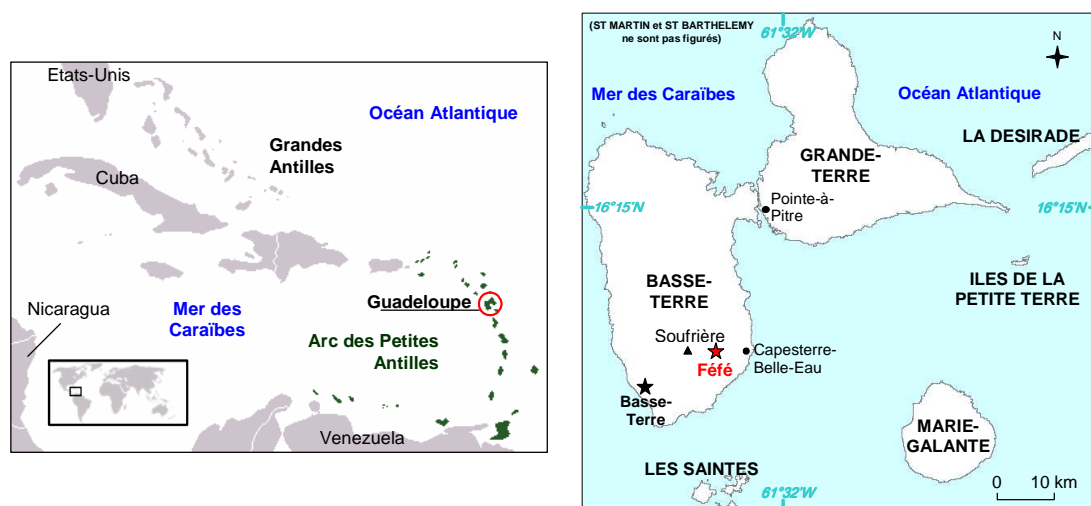 Etats-Unis
Océan Atlantique
Grandes
Antilles
Cuba
Guadeloupe
Nicaragua
Mer des
Caraïbes
Arc des Petites
Antilles
Venezuela
(ST MARTIN et ST BARTHELEMY
ne sont pas figurés)
61°32'W
N
Mer des Caraïbes
Océan Atlantique
LA DESIRADE
GRANDE-
TERRE
Pointe-à-
Pitre
16°15'N
16°15'N
BASSE-
TERRE
ILES DE LA
PETITE TERRE
Soufrière
Féfé
Capesterre-
Belle-Eau
Basse-
Terre
MARIE-
GALANTE
LES SAINTES
61°32'W
0 10 km